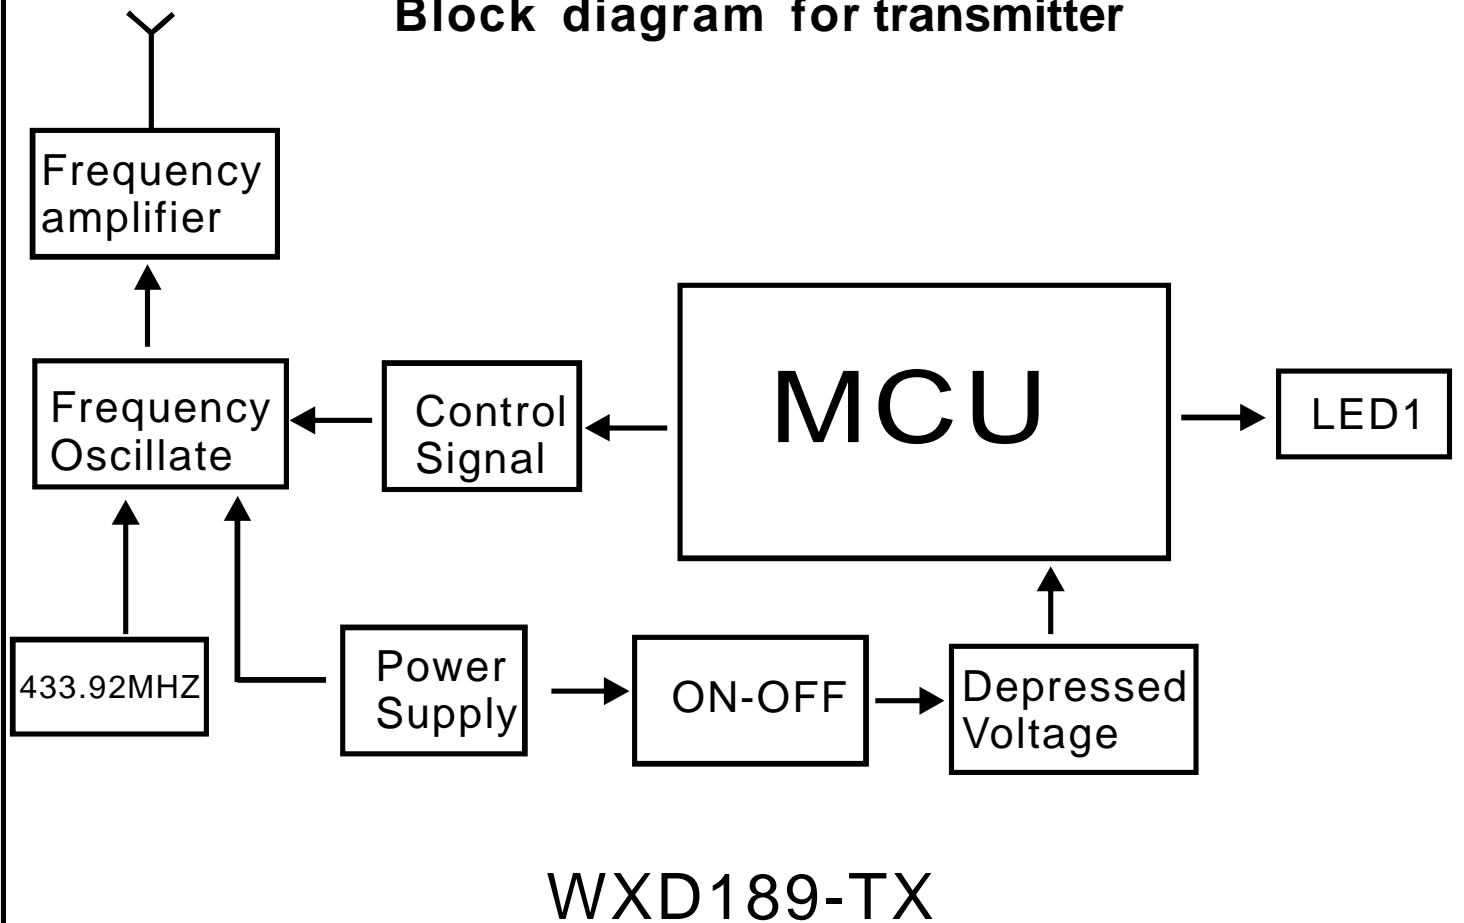 Block diagram for transmitter
Frequency
amplifier
Frequency
Oscillate
Control
Signal
MCU
LED1
433.92MHZ
Power
Supply
ON-OFF
Depressed
Voltage
WXD189-TX